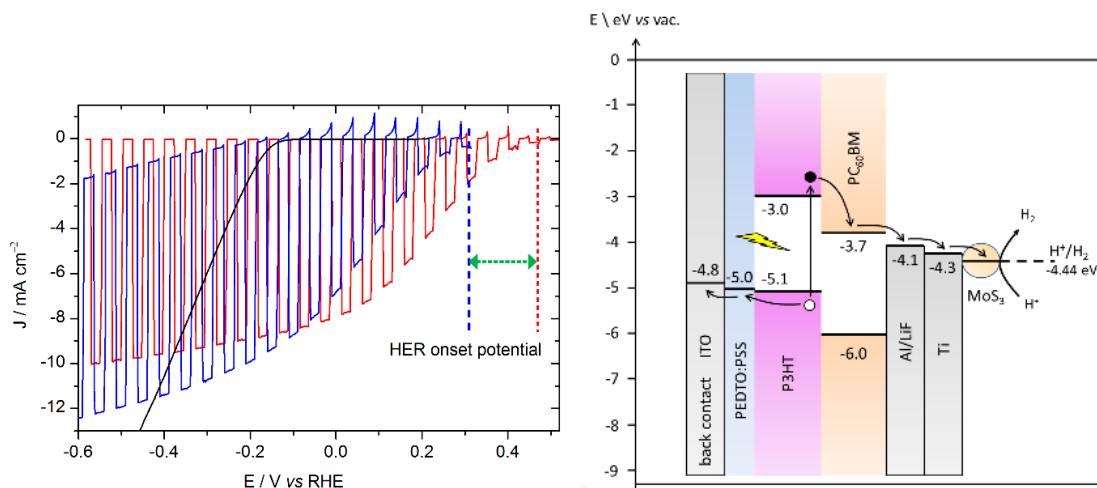 J / mA cm⁻²
0
-2
-4
-6
-8
-10
-12
HER onset potential
-0.6
-0.4
-0.2
0.0
0.2
0.4
E / V vs RHE
E \ eV vs vac.
0
-1
-2
-3
-4
-5
-6
-7
-8
-9
back contact ITO
-4.8
PEDTO:PSS
-5.0
P3HT
-3.0
-5.1
PC₆₀BM
-3.7
-6.0
Al/LiF
-4.1
Ti
-4.3
MoS₃
H₂
H⁺
H⁺/H₂
-4.44 eV